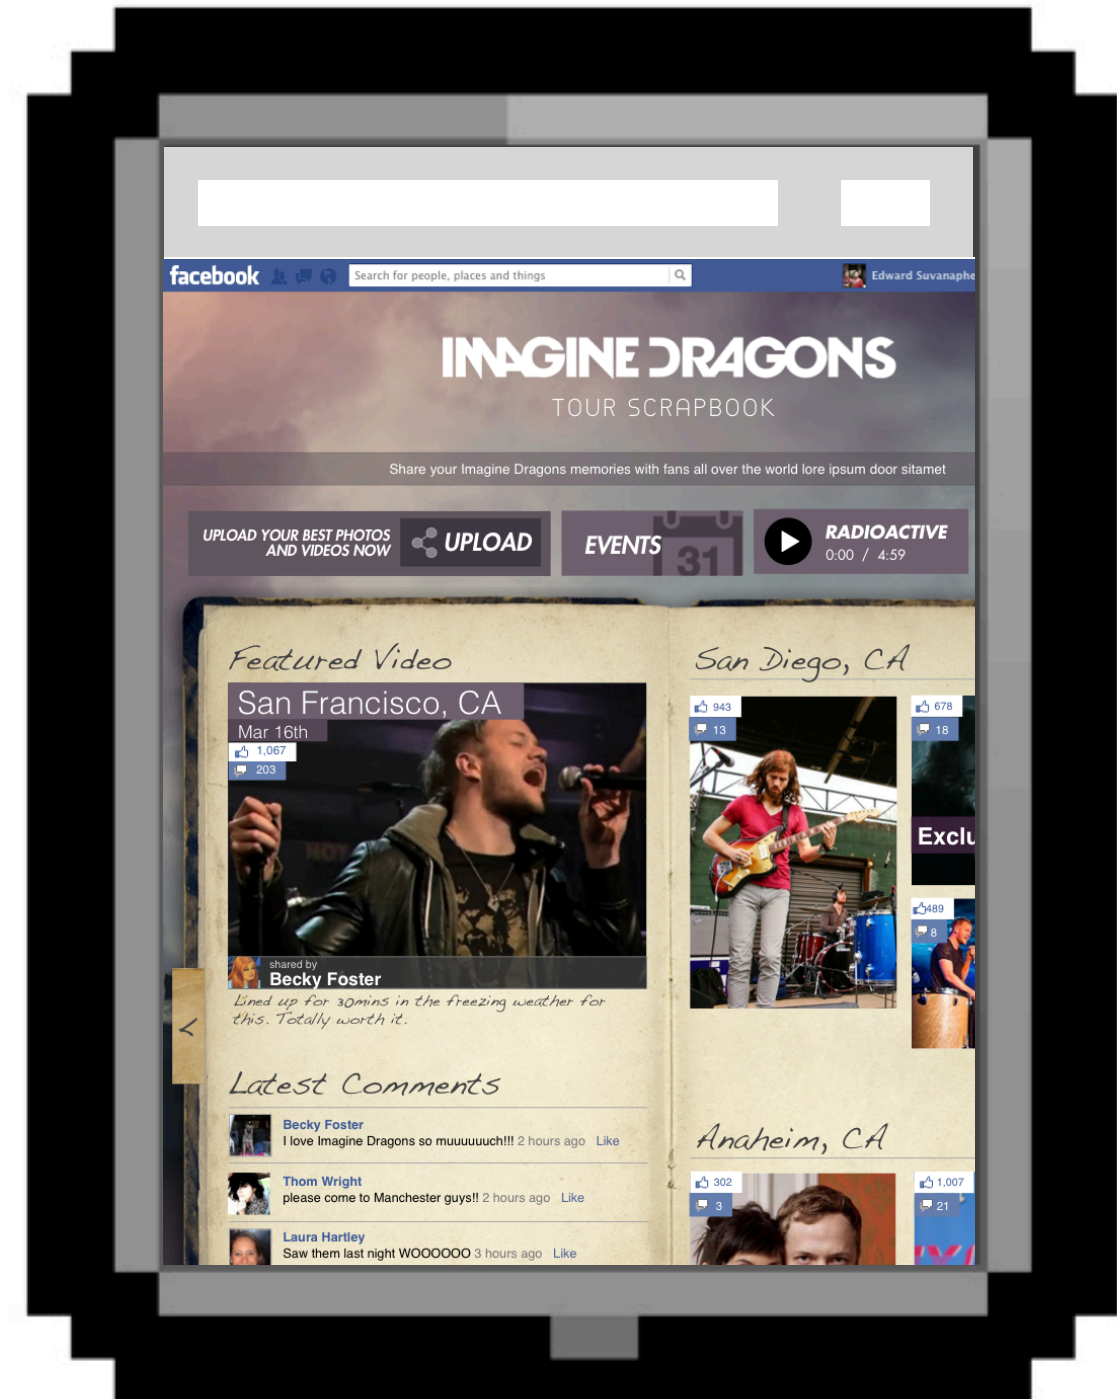 facebook
Search for people, places and things
Edward Suvanaphe
IMAGINE DRAGONS
TOUR SCRAPBOOK
Share your Imagine Dragons memories with fans all over the world lore ipsum door sitamet
UPLOAD YOUR BEST PHOTOS
AND VIDEOS NOW
UPLOAD
EVENTS
31
RADIOACTIVE
0:00 / 4:59
Featured Video
San Francisco, CA
Mar 16th
1,067
203
shared by
Becky Foster
Lined up for 30mins in the freezing weather for
this. Totally worth it.
<
Latest Comments
Becky Foster
I love Imagine Dragons so muuuuuuch!!! 2 hours ago Like
Thom Wright
please come to Manchester guys!! 2 hours ago Like
Laura Hartley
Saw them last night WOOOOOO 3 hours ago Like
San Diego, CA
943
13
678
18
Exclu
489
8
Anaheim, CA
302
3
1,007
21